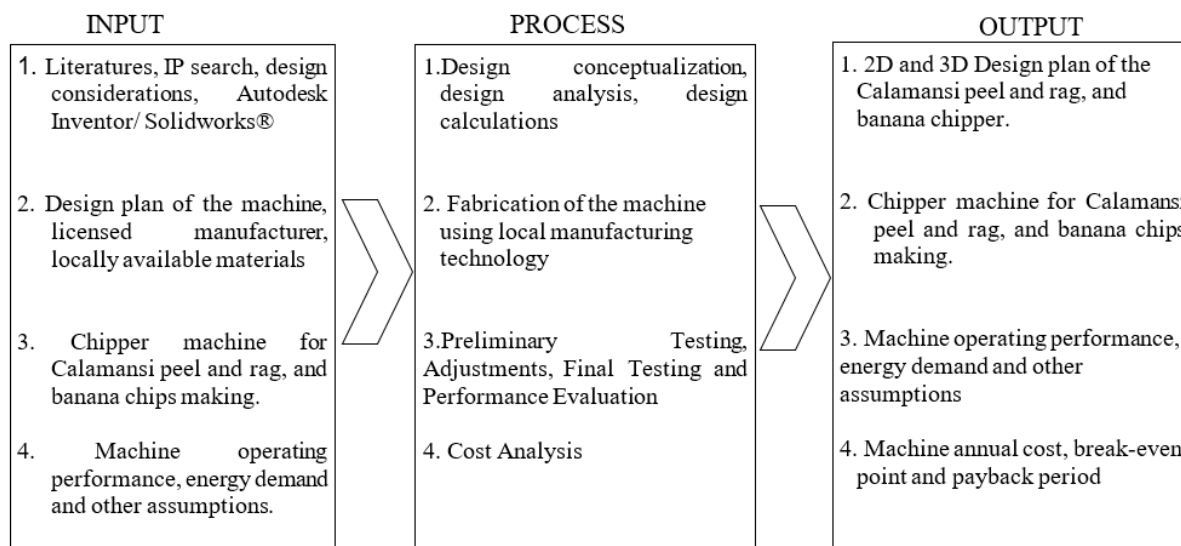 INPUT
1. Literatures, IP search, design
considerations, Autodesk
Inventor/ Solidworks®
2. Design plan of the machine,
licensed manufacturer,
locally available materials
3. Chipper machine for
Calamansi peel and rag, and
banana chips making.
4. Machine operating
performance, energy demand
and other assumptions.
PROCESS
1.Design conceptualization,
design analysis, design
calculations
2. Fabrication of the machine
using local manufacturing
technology
3.Preliminary Testing,
Adjustments, Final Testing and
Performance Evaluation
4. Cost Analysis
OUTPUT
1. 2D and 3D Design plan of the
Calamansi peel and rag, and
banana chipper.
2. Chipper machine for Calamansi
peel and rag, and banana chips
making.
3. Machine operating performance,
energy demand and other
assumptions
4. Machine annual cost, break-even
point and payback period